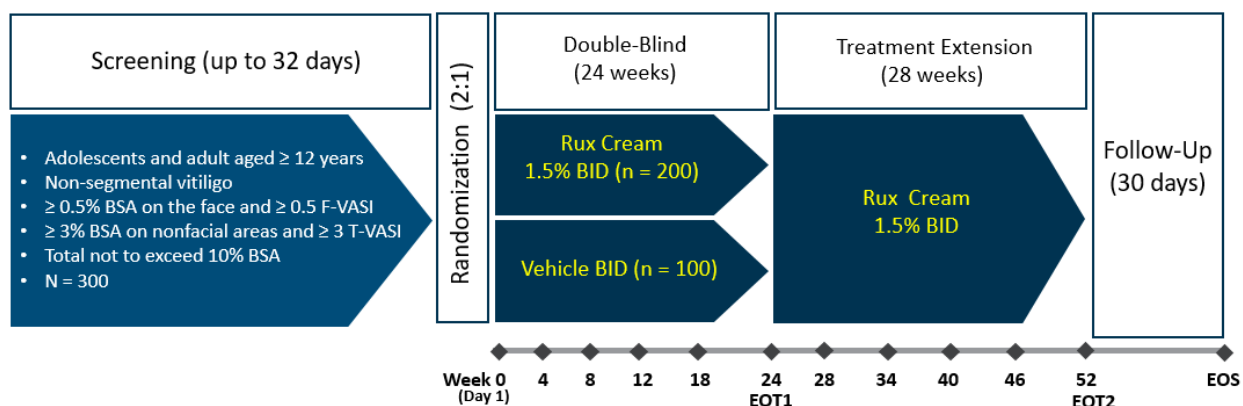 Screening (up to 32 days)
• Adolescents and adult aged ≥ 12 years
• Non-segmental vitiligo
• ≥ 0.5% BSA on the face and ≥ 0.5 F-VASI
• ≥ 3% BSA on nonfacial areas and ≥ 3 T-VASI
• Total not to exceed 10% BSA
• N = 300
Randomization (2:1)
Double-Blind
(24 weeks)
Rux Cream
1.5% BID (n = 200)
Vehicle BID (n = 100)
Treatment Extension
(28 weeks)
Rux Cream
1.5% BID
Follow-Up
(30 days)
Week 0 4 8 12 18 24 28 34 40 46 52 EOS
(Day 1) EOT1 EOT2